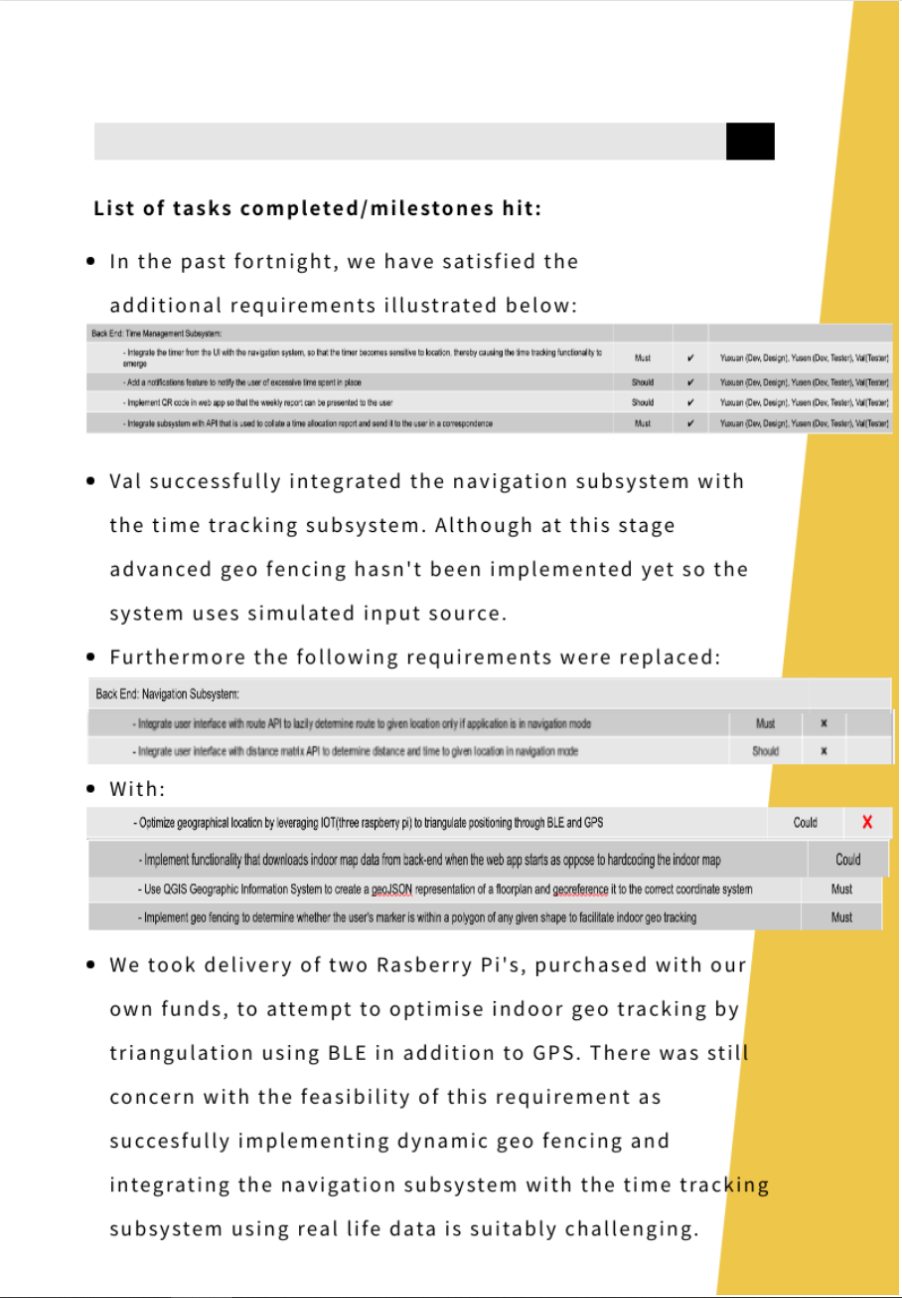 List of tasks completed/milestones hit:
• In the past fortnight, we have satisfied the
additional requirements illustrated below:
Back End: Time Management Subsystem:
- Integrate the timer from the UI with the navigation system, so that the timer becomes sensitive to location, thereby causing the time tracking functionality to
emerge
Must ✔ Yuxuan (Dev, Design), Yusen (Dev, Tester), Val(Tester)
- Add a notifications feature to notify the user of excessive time spent in place Should ✔ Yuxuan (Dev, Design), Yusen (Dev, Tester), Val(Tester)
- Implement QR code in web app so that the weekly report can be presented to the user Should ✔ Yuxuan (Dev, Design), Yusen (Dev, Tester), Val(Tester)
- Integrate subsystem with API that is used to collate a time allocation report and send it to the user in a correspondence Must ✔ Yuxuan (Dev, Design), Yusen (Dev, Tester), Val(Tester)
• Val successfully integrated the navigation subsystem with
the time tracking subsystem. Although at this stage
advanced geo fencing hasn't been implemented yet so the
system uses simulated input source.
• Furthermore the following requirements were replaced:
Back End: Navigation Subsystem:
- Integrate user interface with route API to lazily determine route to given location only if application is in navigation mode Must ×
- Integrate user interface with distance matrix API to determine distance and time to given location in navigation mode Should ×
• With:
- Optimize geographical location by leveraging IOT(three raspberry pi) to triangulate positioning through BLE and GPS Could X
- Implement functionality that downloads indoor map data from back-end when the web app starts as oppose to hardcoding the indoor map Could
- Use QGIS Geographic Information System to create a geoJSON representation of a floorplan and georeference it to the correct coordinate system Must
- Implement geo fencing to determine whether the user's marker is within a polygon of any given shape to facilitate indoor geo tracking Must
• We took delivery of two Rasberry Pi's, purchased with our
own funds, to attempt to optimise indoor geo tracking by
triangulation using BLE in addition to GPS. There was still
concern with the feasibility of this requirement as
succesfully implementing dynamic geo fencing and
integrating the navigation subsystem with the time tracking
subsystem using real life data is suitably challenging.